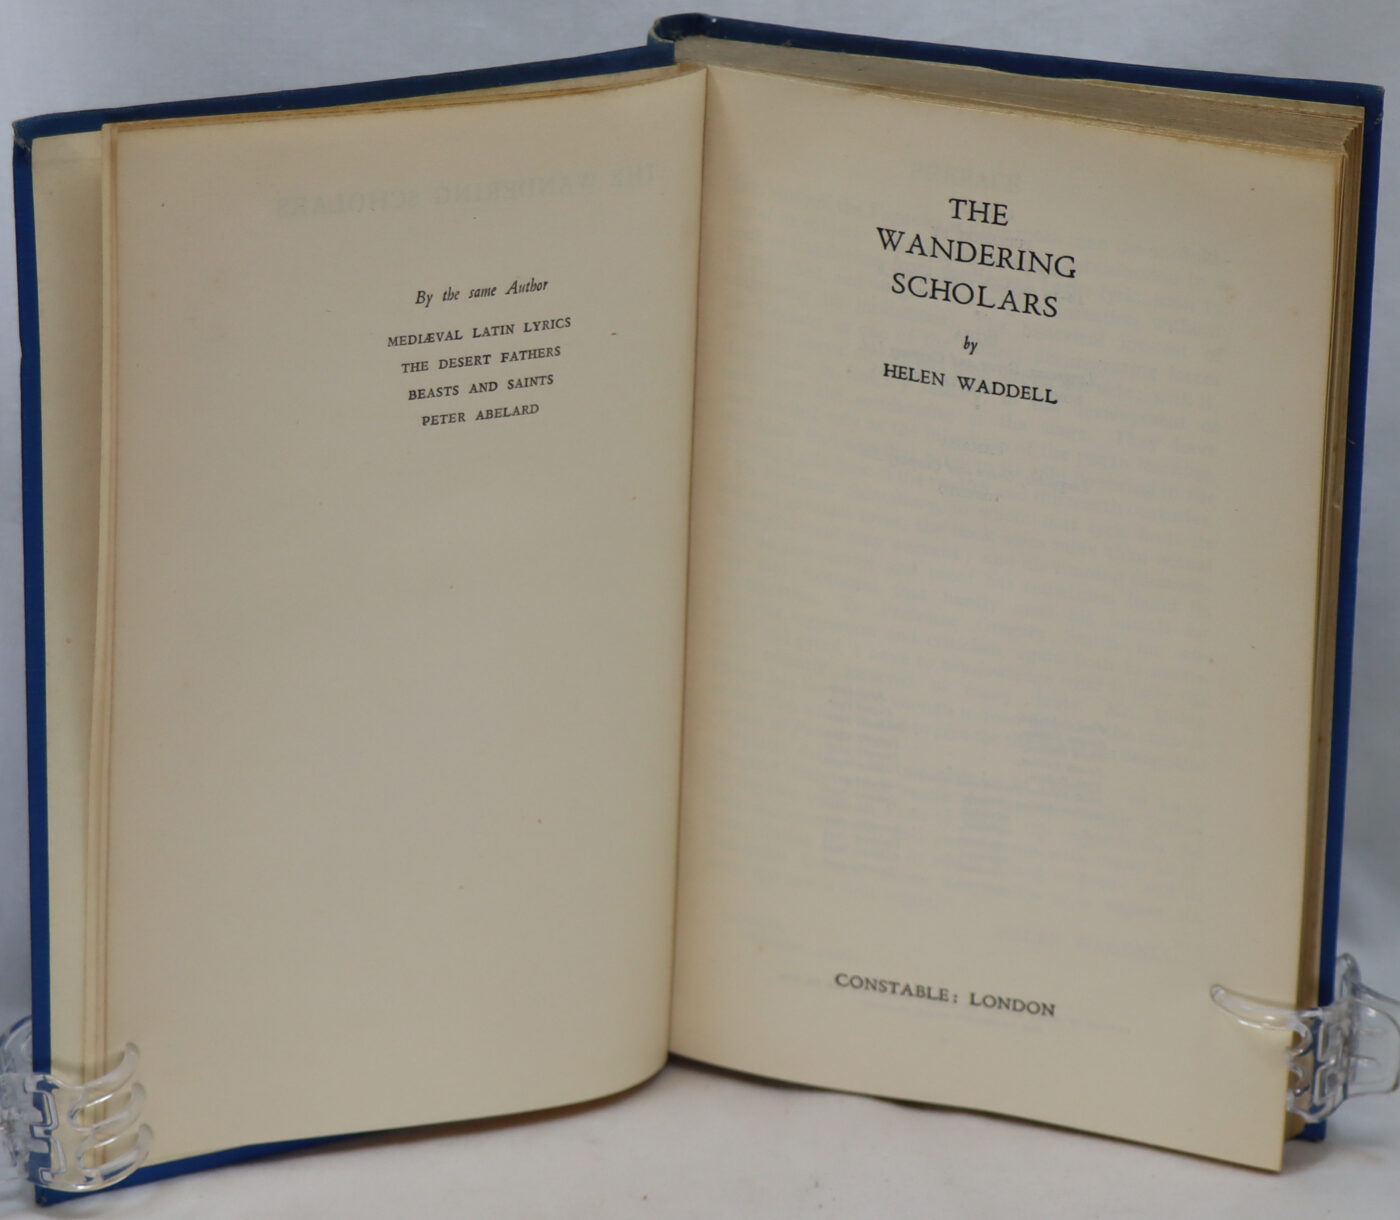 By the same Author
MEDIÆVAL LATIN LYRICS
THE DESERT FATHERS
BEASTS AND SAINTS
PETER ABELARD
THE
WANDERING
SCHOLARS
by
HELEN WADDELL
CONSTABLE: LONDON